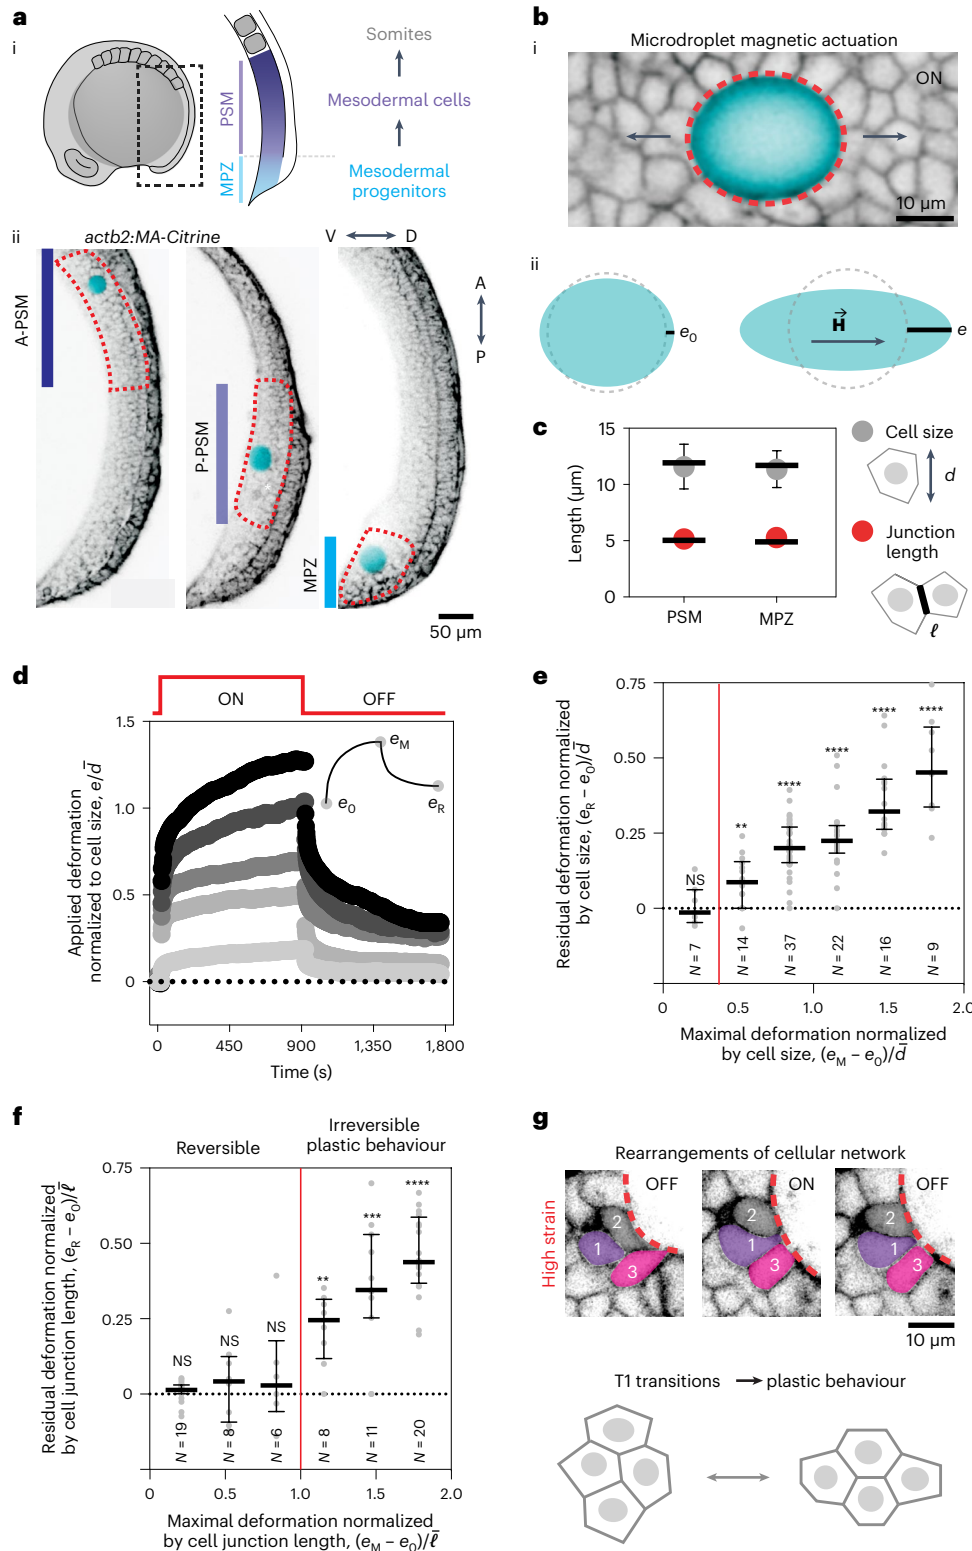 a
i
PSM
MPZ
Somites
Mesodermal cells
Mesodermal
progenitors
ii
actb2:MA-Citrine
V
D
A
P
A-PSM
P-PSM
*
MPZ
50 µm
b
Microdroplet magnetic actuation
i
ON
10 µm
ii
e0
H
e
c
Length (µm)
15
10
5
0
PSM
MPZ
Cell size
d
Junction
length
ℓ
d
ON
OFF
Applied deformation
normalized to cell size, e/d̅
1.5
1.0
0.5
0
eM
e0
eR
0
450
900
1,350
1,800
Time (s)
e
Residual deformation normalized
by cell size, (eR – e0)/d̅
0.75
0.50
0.25
0
NS
**
****
****
****
****
N = 7
N = 14
N = 37
N = 22
N = 16
N = 9
0
0.5
1.0
1.5
2.0
Maximal deformation normalized
by cell size, (eM – e0)/d̅
f
Reversible
Irreversible
plastic behaviour
Residual deformation normalized
by cell junction length, (eR – e0)/ℓ̅
0.75
0.50
0.25
0
NS
NS
NS
**
***
****
N = 19
N = 8
N = 6
N = 8
N = 11
N = 20
0
0.5
1.0
1.5
2.0
Maximal deformation normalized
by cell junction length, (eM – e0)/ℓ̅
g
Rearrangements of cellular network
High strain
OFF
2
1
3
ON
2
1
3
OFF
2
1
3
10 µm
T1 transitions → plastic behaviour